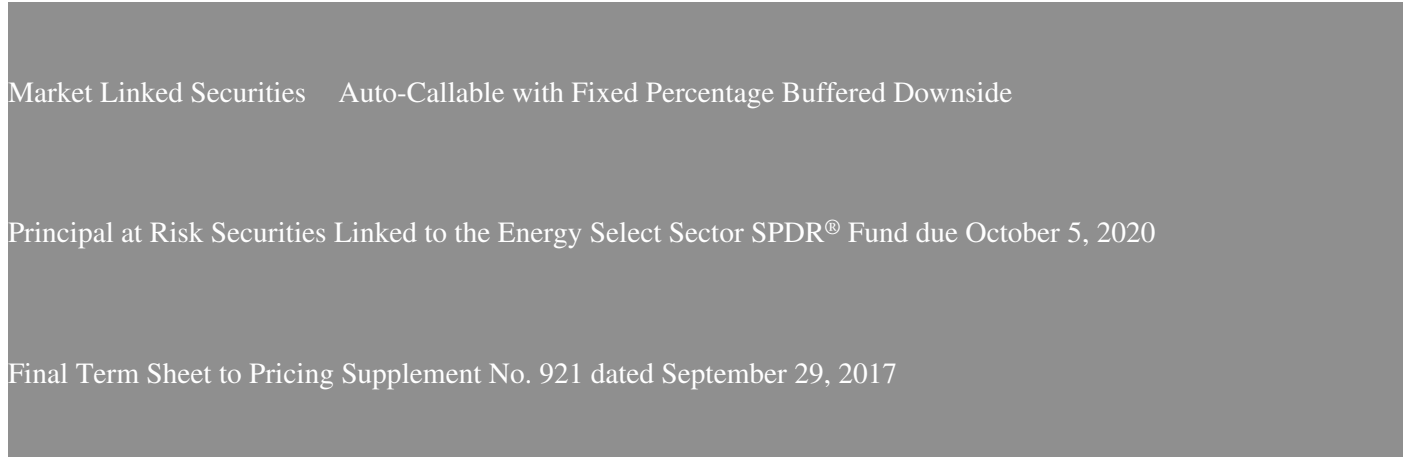 Market Linked Securities    Auto-Callable with Fixed Percentage Buffered Downside
Principal at Risk Securities Linked to the Energy Select Sector SPDR® Fund due October 5, 2020
Final Term Sheet to Pricing Supplement No. 921 dated September 29, 2017